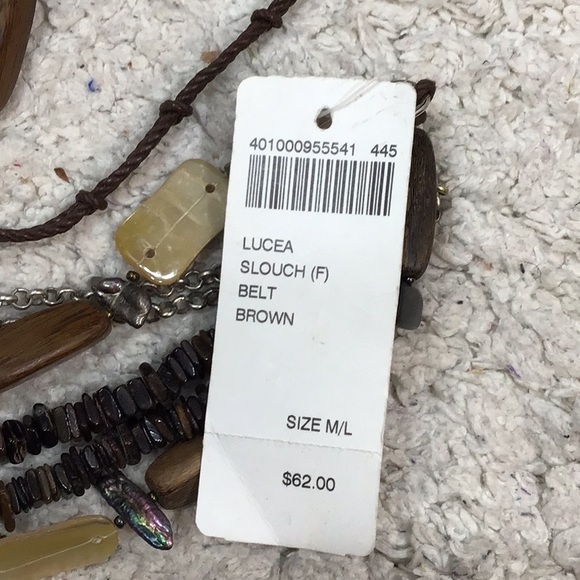 401000955541 445
LUCEA
SLOUCH (F)
BELT
BROWN
SIZE M/L
$62.00